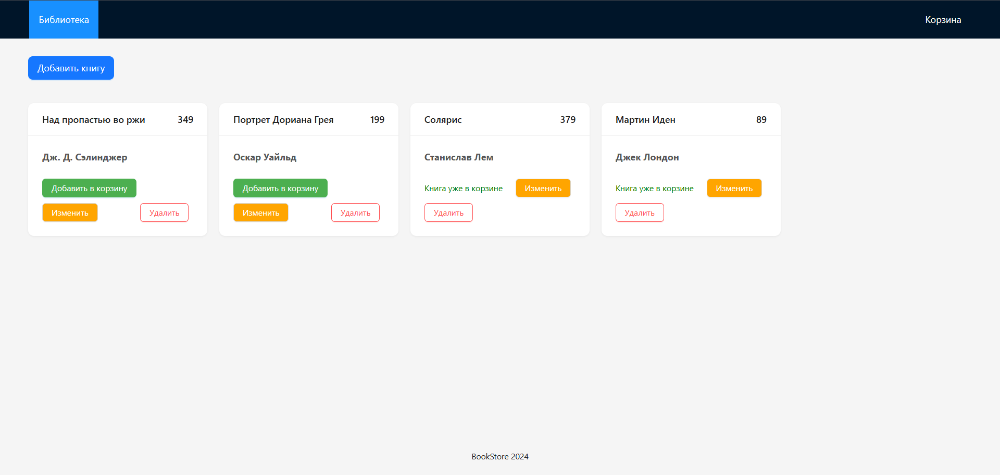 Библиотека
Корзина
Добавить книгу
Над пропастью во ржи 349
Дж. Д. Сэлинджер
Добавить в корзину
Изменить Удалить
Портрет Дориана Грея 199
Оскар Уайльд
Добавить в корзину
Изменить Удалить
Солярис 379
Станислав Лем
Книга уже в корзине Изменить
Удалить
Мартин Иден 89
Джек Лондон
Книга уже в корзине Изменить
Удалить
BookStore 2024